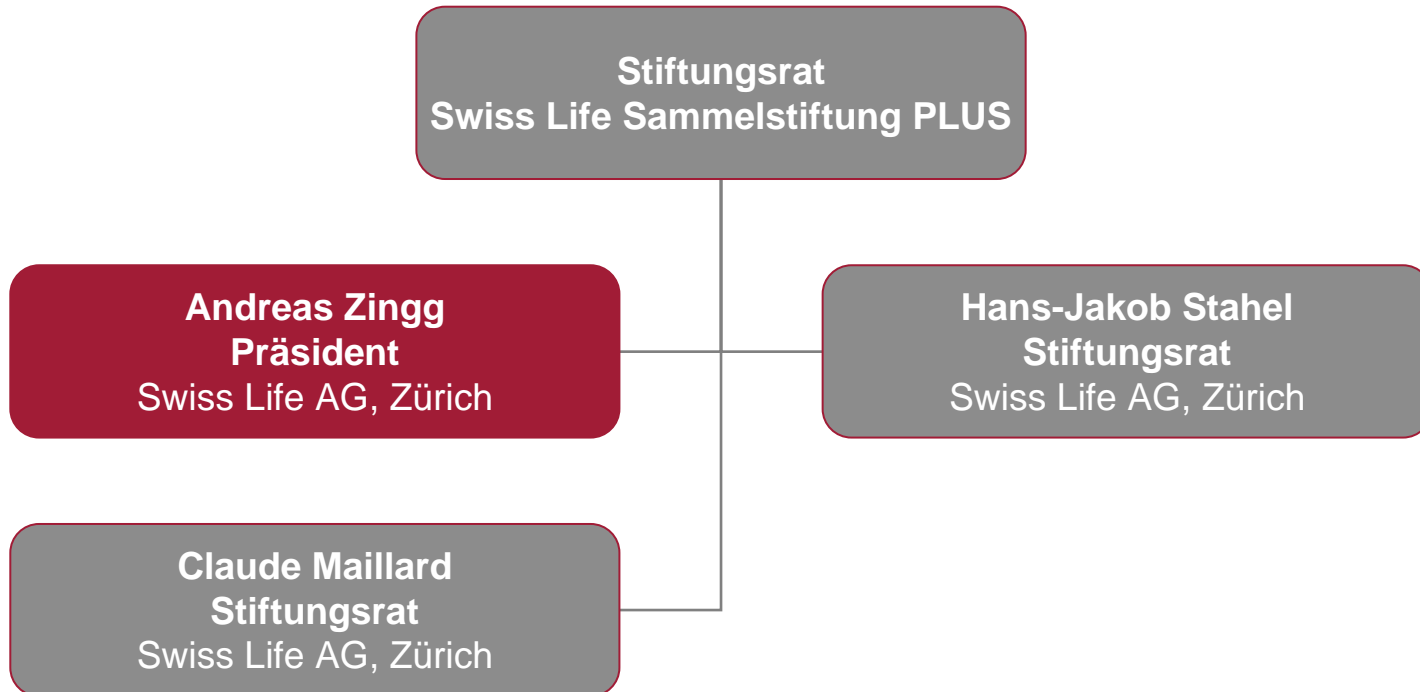 Stiftungsrat
Swiss Life Sammelstiftung PLUS
Andreas Zingg
Präsident
Swiss Life AG, Zürich
Hans-Jakob Stahel
Stiftungsrat
Swiss Life AG, Zürich
Claude Maillard
Stiftungsrat
Swiss Life AG, Zürich